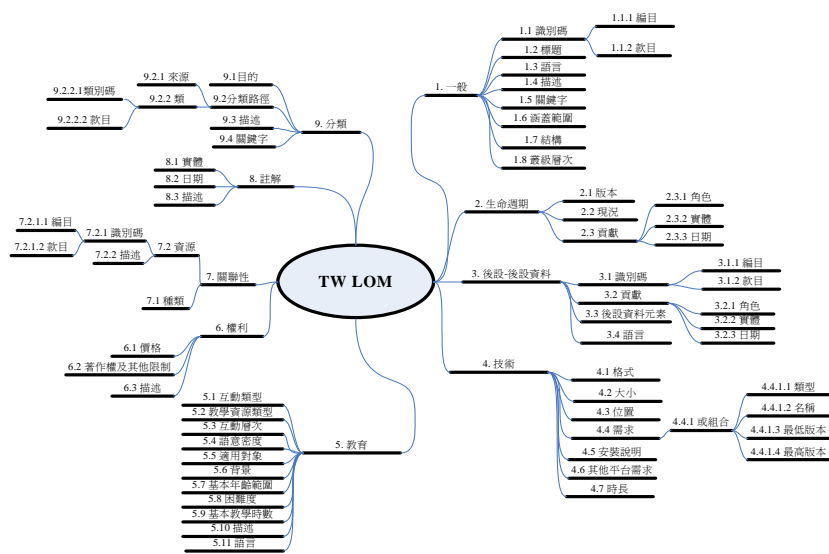 TW LOM
1. 一般
1.1 識別碼
1.1.1 編目
1.1.2 款目
1.2 標題
1.3 語言
1.4 描述
1.5 關鍵字
1.6 涵蓋範圍
1.7 結構
1.8 叢級層次
2. 生命週期
2.1 版本
2.2 現況
2.3 貢獻
2.3.1 角色
2.3.2 實體
2.3.3 日期
3. 後設-後設資料
3.1 識別碼
3.1.1 編目
3.1.2 款目
3.2 貢獻
3.2.1 角色
3.2.2 實體
3.2.3 日期
3.3 後設資料元素
3.4 語言
4. 技術
4.1 格式
4.2 大小
4.3 位置
4.4 需求
4.4.1 或組合
4.4.1.1 類型
4.4.1.2 名稱
4.4.1.3 最低版本
4.4.1.4 最高版本
4.5 安裝說明
4.6 其他平台需求
4.7 時長
5. 教育
5.1 互動類型
5.2 教學資源類型
5.3 互動層次
5.4 語意密度
5.5 適用對象
5.6 背景
5.7 基本年齡範圍
5.8 困難度
5.9 基本教學時數
5.10 描述
5.11 語言
6. 權利
6.1 價格
6.2 著作權及其他限制
6.3 描述
7. 關聯性
7.1 種類
7.2 資源
7.2.1 識別碼
7.2.1.1 編目
7.2.1.2 款目
7.2.2 描述
8. 註解
8.1 實體
8.2 日期
8.3 描述
9. 分類
9.1目的
9.2分類路徑
9.2.1 來源
9.2.2 類
9.2.2.1類別碼
9.2.2.2 款目
9.3 描述
9.4 關鍵字